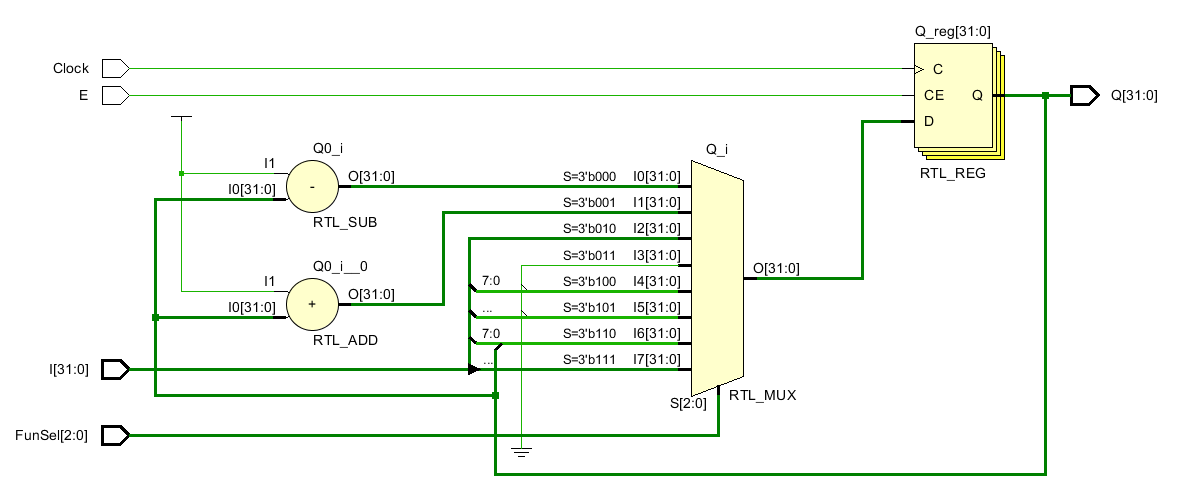 Q_reg[31:0]
Clock
C
E
CE
Q
Q[31:0]
D
RTL_REG
Q0_i
I1
I0[31:0]
-
O[31:0]
RTL_SUB
Q0_i__0
I1
I0[31:0]
+
O[31:0]
RTL_ADD
Q_i
S=3'b000 I0[31:0]
S=3'b001 I1[31:0]
S=3'b010 I2[31:0]
S=3'b011 I3[31:0]
7:0 S=3'b100 I4[31:0]
... S=3'b101 I5[31:0]
7:0 S=3'b110 I6[31:0]
... S=3'b111 I7[31:0]
O[31:0]
S[2:0]
RTL_MUX
I[31:0]
FunSel[2:0]